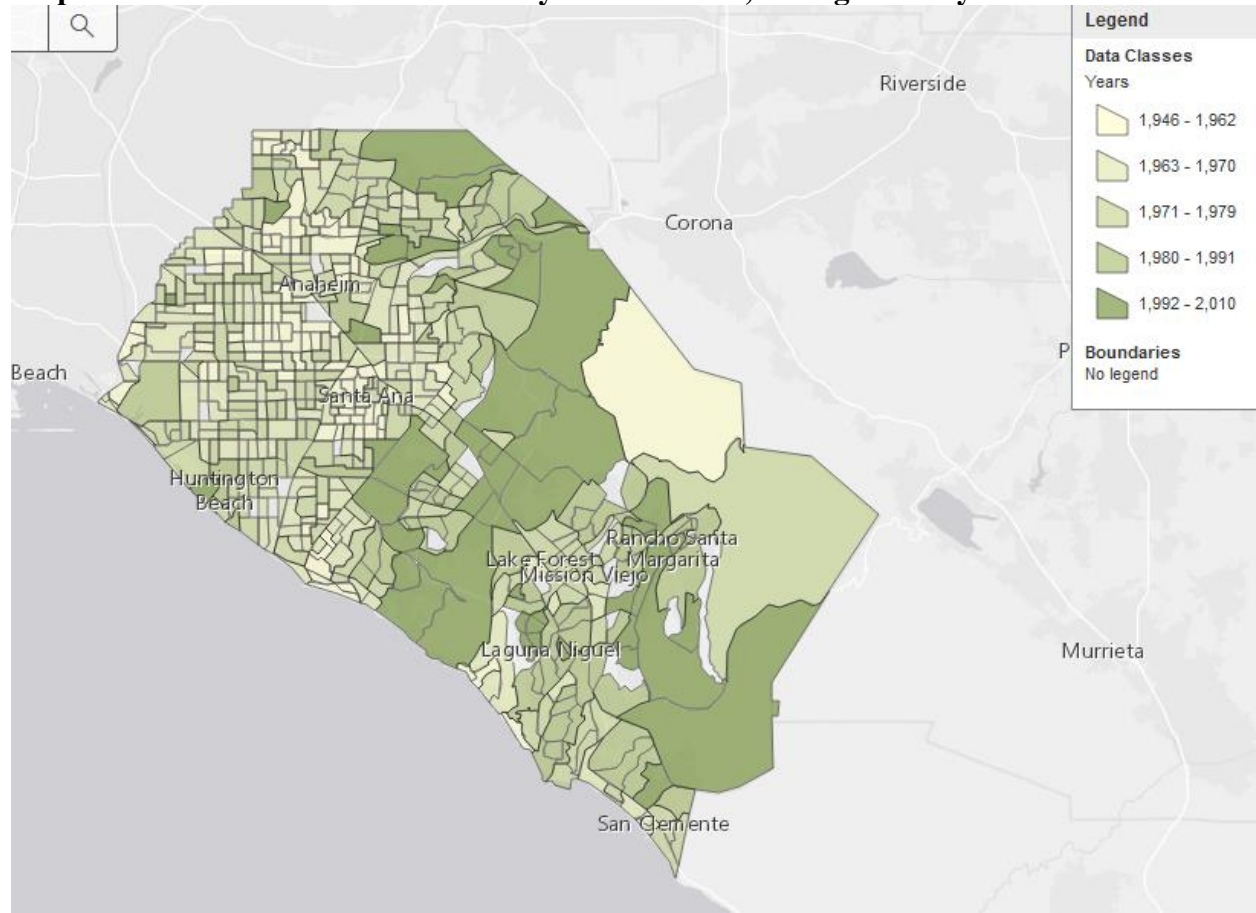 Legend
Data Classes
Years
1,946 - 1,962
1,963 - 1,970
1,971 - 1,979
1,980 - 1,991
1,992 - 2,010
Boundaries
No legend
Riverside
Corona
Anaheim
Beach
Santa Ana
P
Huntington
Beach
Rancho Santa
Margarita
Lake Forest
Mission Viejo
Laguna Niguel
Murrieta
San Clemente